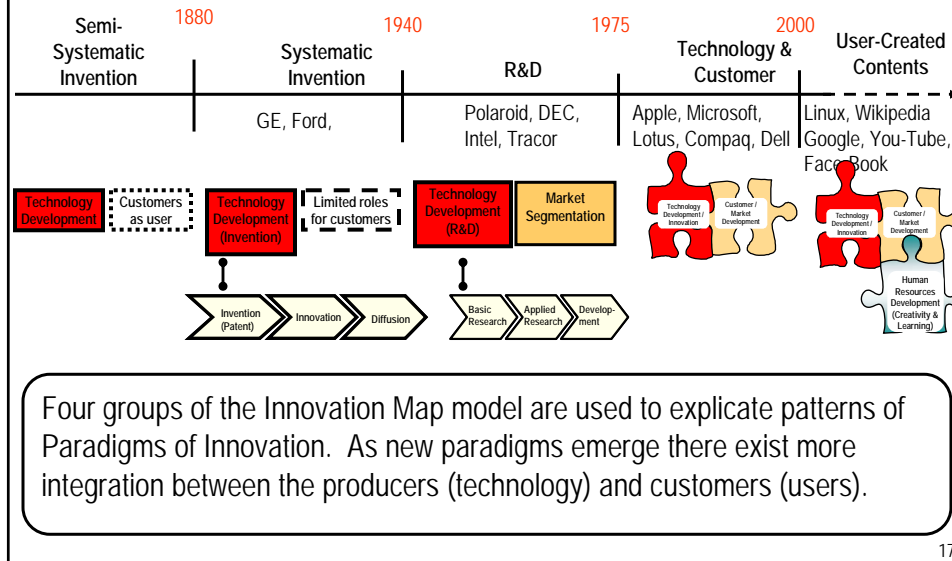 Semi-
Systematic
Invention
1880
Systematic
Invention
1940
R&D
1975
Technology &
Customer
2000
User-Created
Contents
GE, Ford,
Polaroid, DEC,
Intel, Tracor
Apple, Microsoft,
Lotus, Compaq, Dell
Linux, Wikipedia
Google, You-Tube,
Face-Book
Technology
Development
Customers
as user
Technology
Development
(Invention)
Limited roles
for customers
Technology
Development
(R&D)
Market
Segmentation
Technology
Development /
Innovation
Customer /
Market
Development
Technology
Development /
Innovation
Customer /
Market
Development
Human
Resources
Development
(Creativity &
Learning)
Invention
(Patent)
Innovation
Diffusion
Basic
Research
Applied
Research
Develop-
ment
Four groups of the Innovation Map model are used to explicate patterns of
Paradigms of Innovation. As new paradigms emerge there exist more
integration between the producers (technology) and customers (users).
17